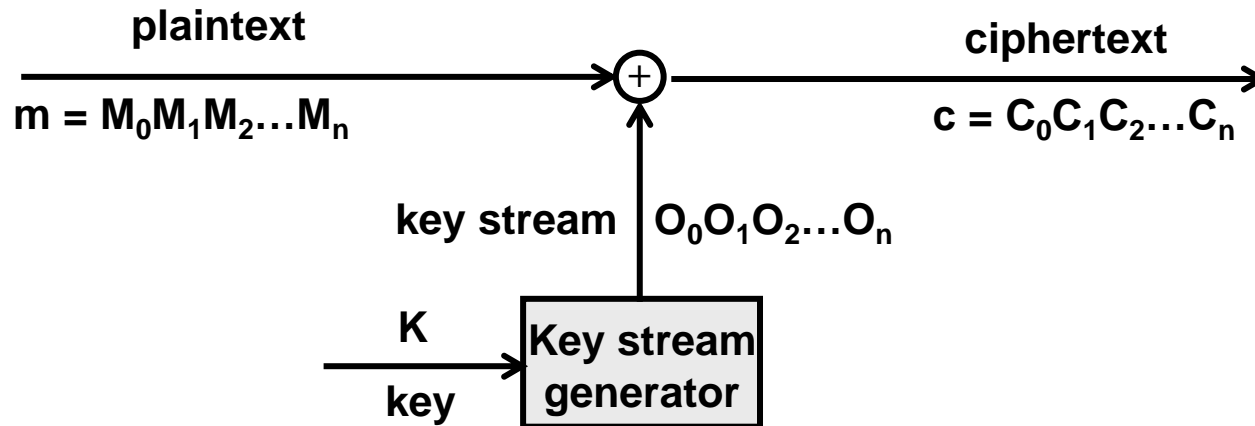 plaintext
ciphertext
+
m = M₀M₁M₂…Mₙ
c = C₀C₁C₂…Cₙ
key stream
O₀O₁O₂…Oₙ
K
key
Key stream
generator